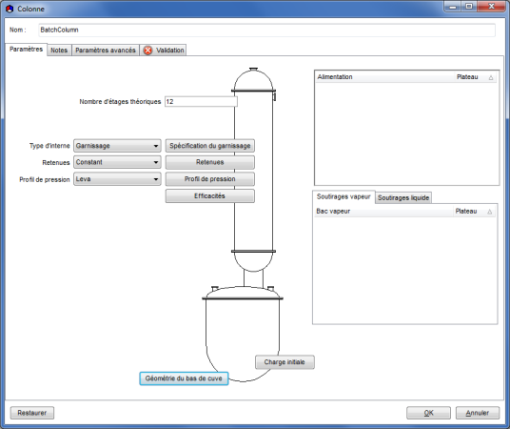 Colonne
Nom : BatchColumn
Paramètres Notes Paramètres avancés Validation
Nombre d'étages théoriques 12
Type d'interne Garnissage Spécification du garnissage
Retenues Constant Retenues
Profil de pression Leva Profil de pression
Efficacités
Alimentation Plateau
Soutirages vapeur Soutirages liquide
Bac vapeur Plateau
Charge initiale
Géométrie du bas de cuve
Restaurer OK Annuler